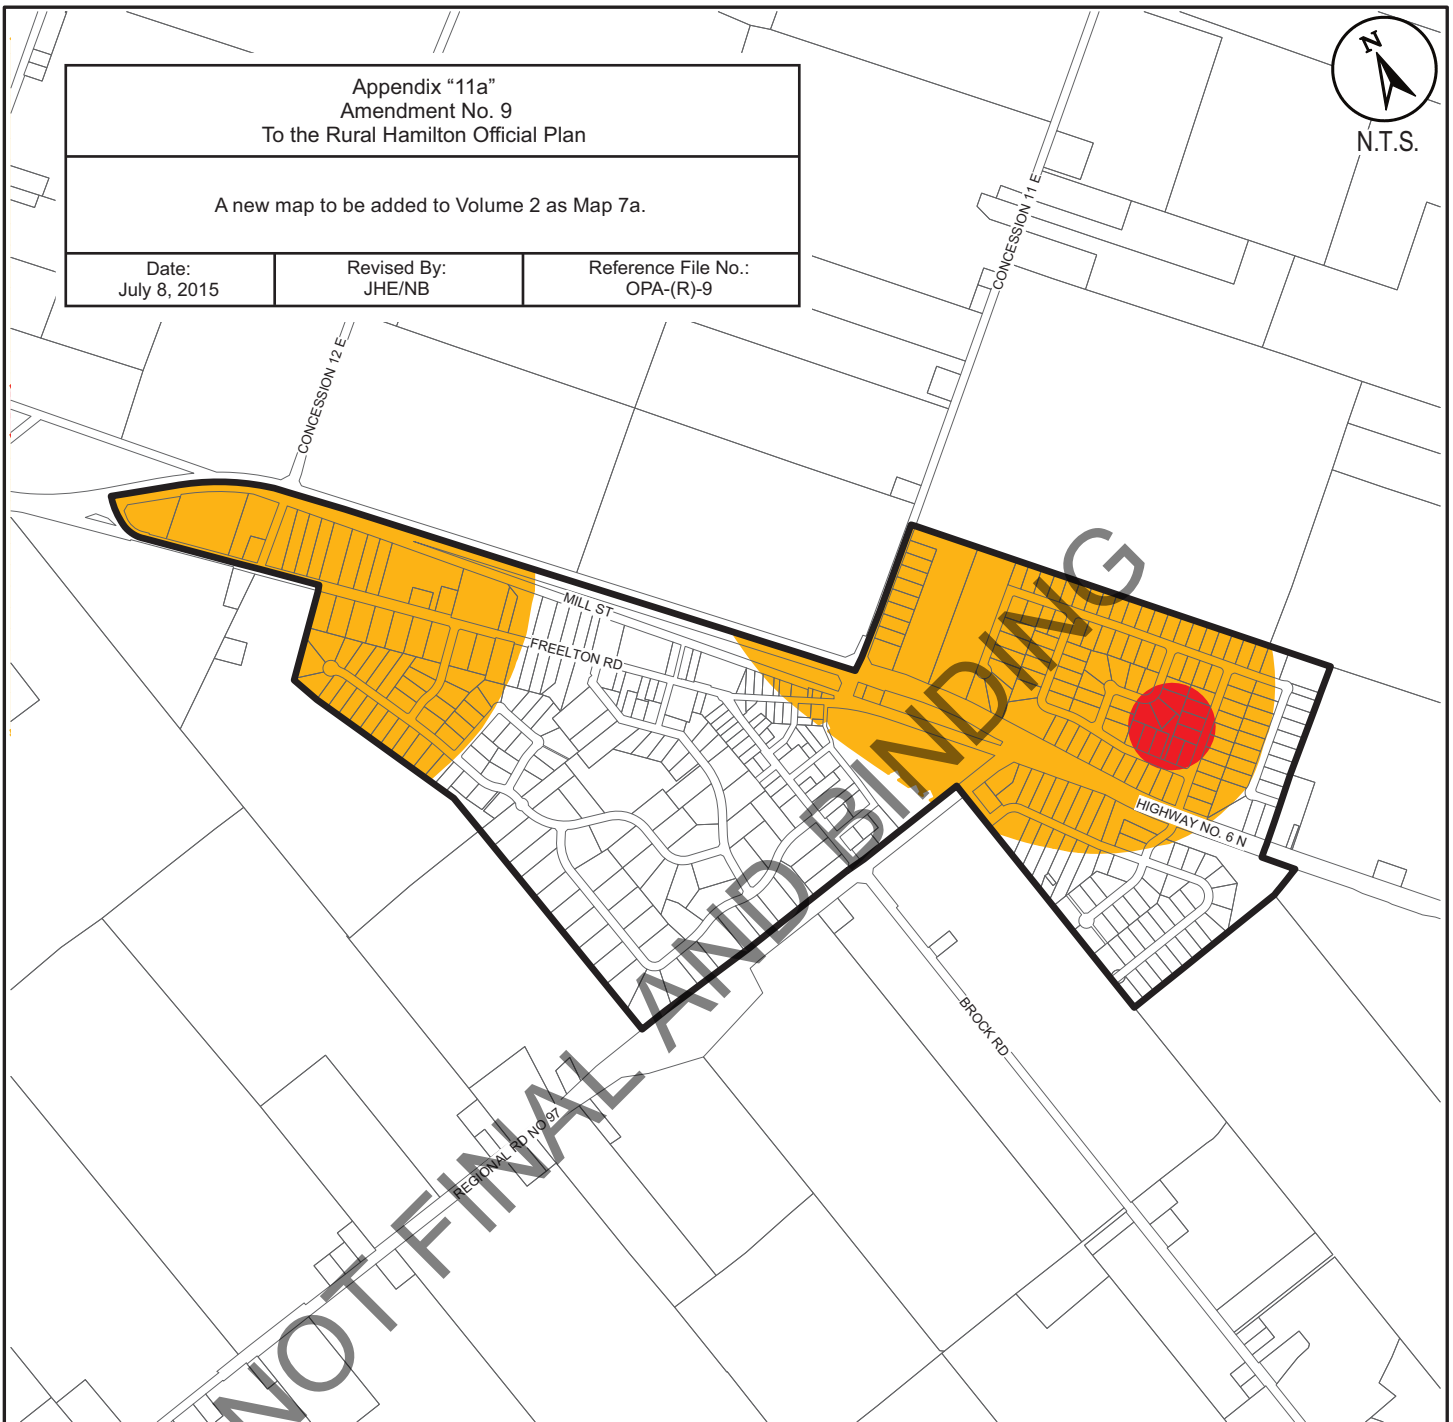 Appendix “11a”
Amendment No. 9
To the Rural Hamilton Official Plan
A new map to be added to Volume 2 as Map 7a.
Date:
July 8, 2015
Revised By:
JHE/NB
Reference File No.:
OPA-(R)-9
N
N.T.S.
CONCESSION 11 E
CONCESSION 12 E
MILL ST
FREELTON RD
HIGHWAY NO. 6 N
BROCK RD
REGIONAL RD NO 97
NOT FINAL AND BINDING